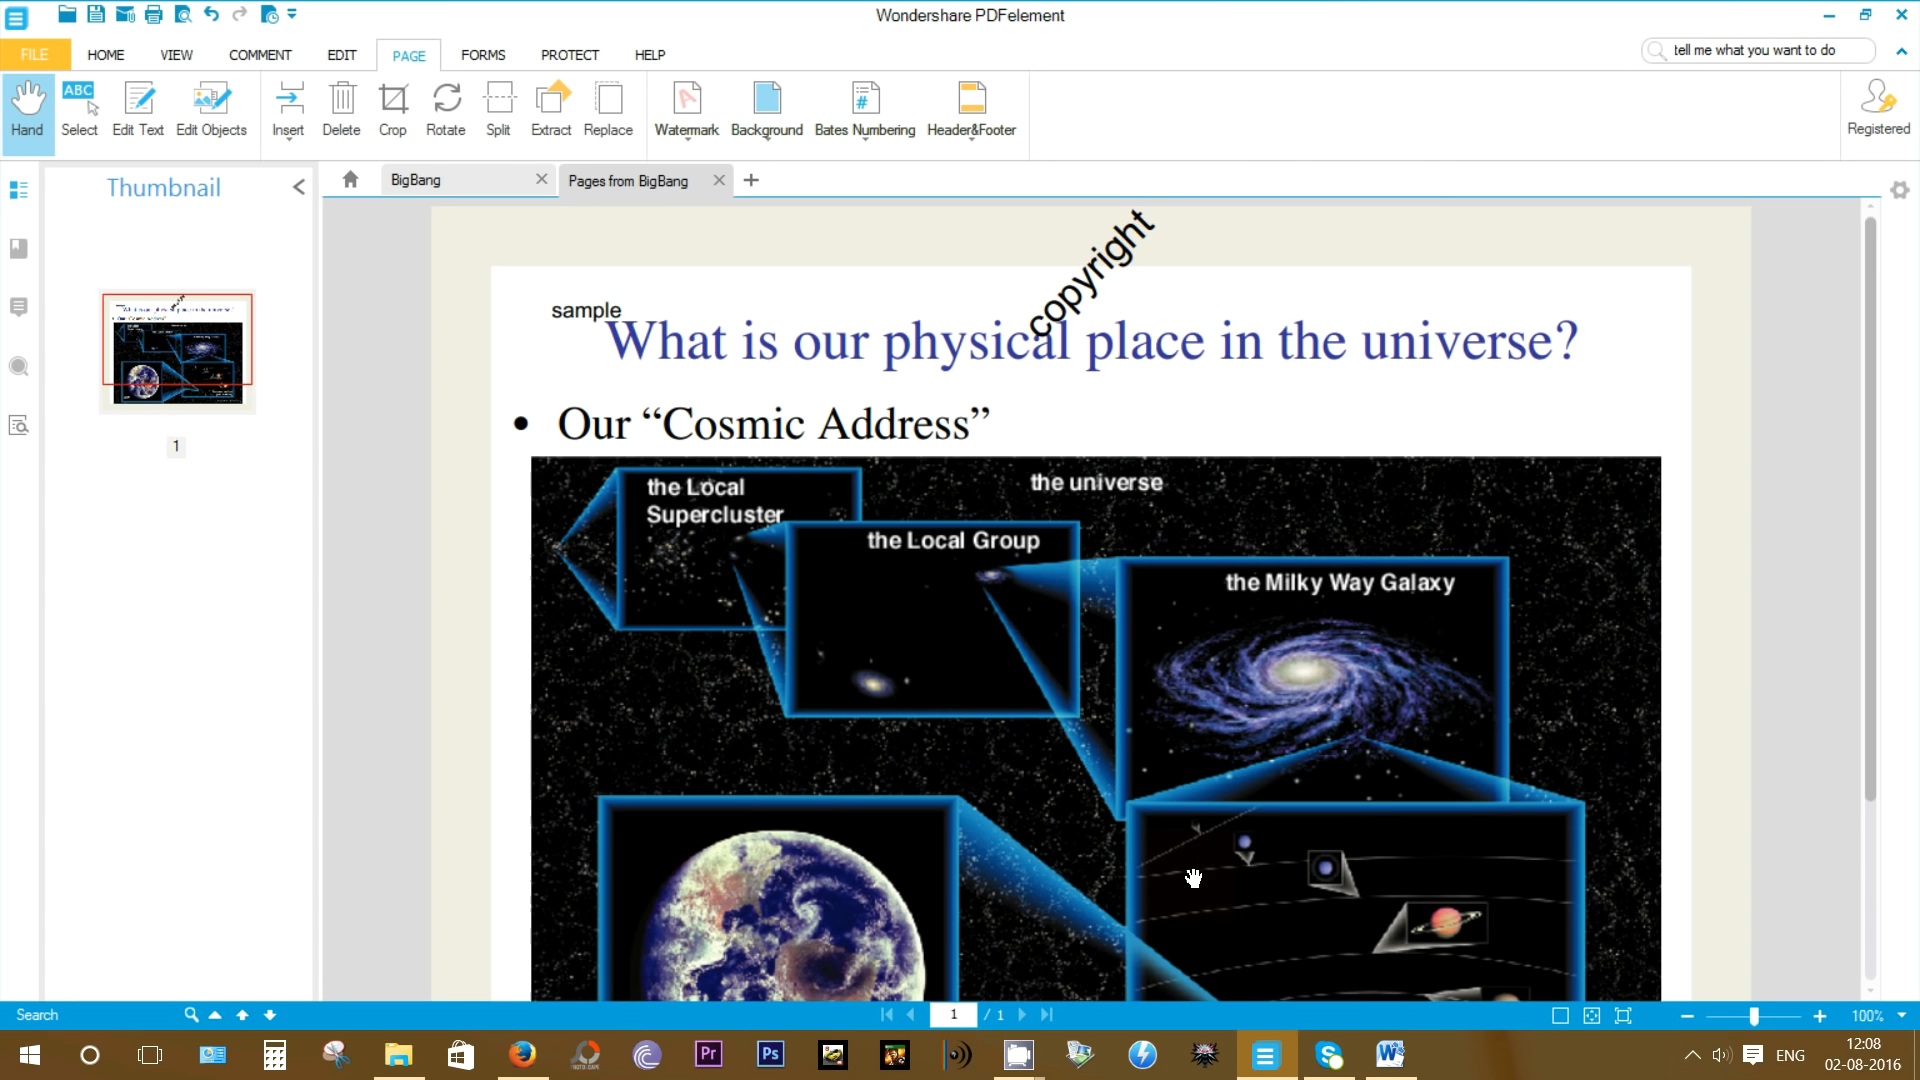 Wondershare PDFelement
FILE HOME VIEW COMMENT EDIT PAGE FORMS PROTECT HELP
tell me what you want to do
ABC
Hand Select Edit Text Edit Objects Insert Delete Crop Rotate Split Extract Replace Watermark Background Bates Numbering Header&Footer Registered
Thumbnail
BigBang
Pages from BigBang
copyright
sample
What is our physical place in the universe?
• Our “Cosmic Address”
the universe
the Local
Supercluster
the Local Group
the Milky Way Galaxy
1
Search
1 / 1
100%
Pr
Ps
ENG
12:08
02-08-2016